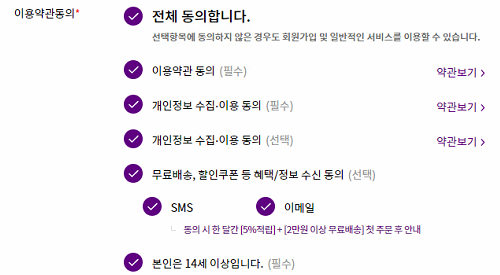 이용약관동의*
전체 동의합니다.
선택항목에 동의하지 않은 경우도 회원가입 및 일반적인 서비스를 이용할 수 있습니다.
이용약관 동의 (필수) 약관보기 >
개인정보 수집·이용 동의 (필수) 약관보기 >
개인정보 수집·이용 동의 (선택) 약관보기 >
무료배송, 할인쿠폰 등 혜택/정보 수신 동의 (선택)
SMS 이메일
동의 시 한 달간 [5%적립] + [2만원 이상 무료배송] 첫 주문 후 안내
본인은 14세 이상입니다. (필수)